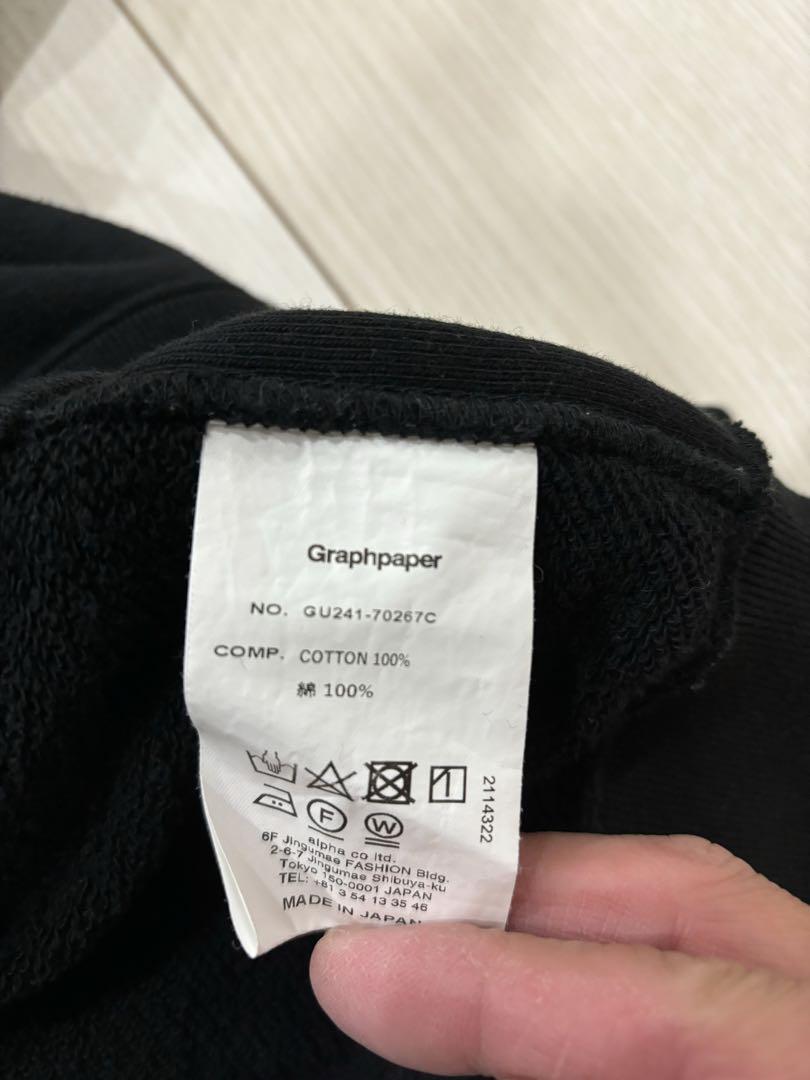 Graphpaper
NO. GU241-70267C
COMP. COTTON 100%
綿 100%
F
W
2114322
alpha co ltd.
6F Jingumae FASHION Bldg.
2-6-7 Jingumae Shibuya-ku
Tokyo 150-0001 JAPAN
TEL: +81 3 54 13 35 46
MADE IN JAPAN